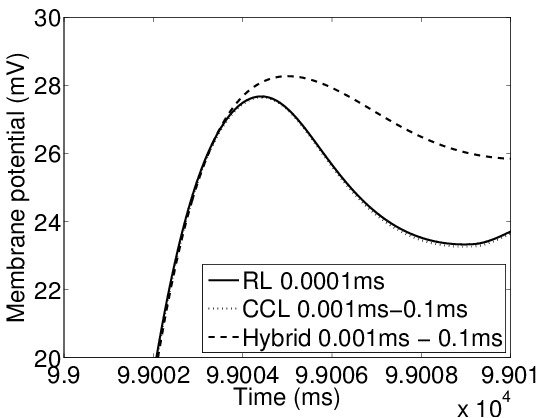 30
28
26
24
22
20
Membrane potential (mV)
RL 0.0001ms
CCL 0.001ms−0.1ms
Hybrid 0.001ms − 0.1ms
9.9 9.9002 9.9004 9.9006 9.9008 9.901
Time (ms)
x 10^4